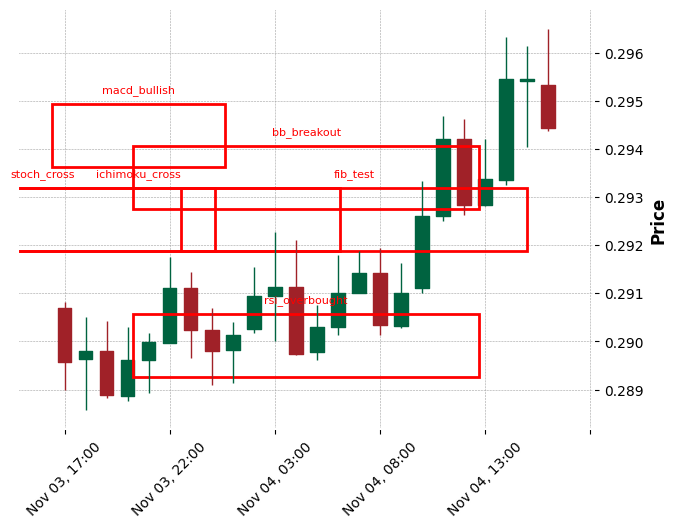 macd_bullish
bb_breakout
stoch_cross
ichimoku_cross
fib_test
rsi_overbought
0.296
0.295
0.294
0.293
0.292
0.291
0.290
0.289
Price
Nov 03, 17:00
Nov 03, 22:00
Nov 04, 03:00
Nov 04, 08:00
Nov 04, 13:00